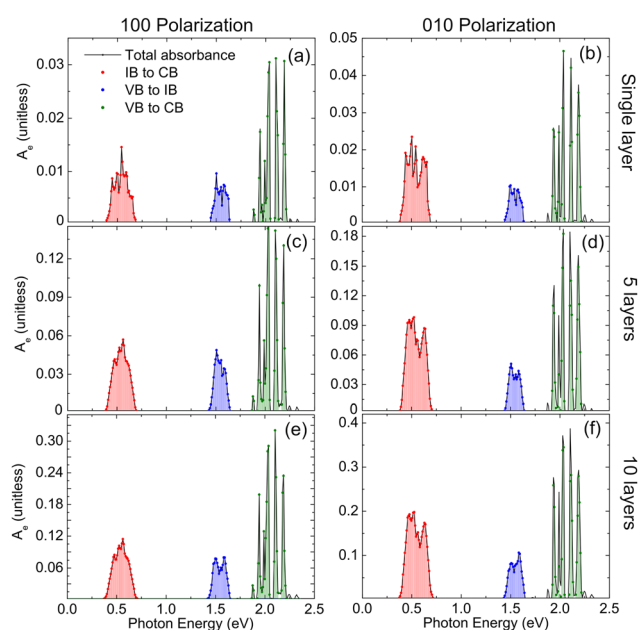 100 Polarization 010 Polarization
(a)
Total absorbance
IB to CB
VB to IB
VB to CB
A_e (unitless)
0.03
0.02
0.01
0
(b)
0.05
0.04
0.03
0.02
0.01
0
Single layer
(c)
A_e (unitless)
0.12
0.09
0.06
0.03
0
(d)
0.18
0.15
0.12
0.09
0.06
0.03
0
5 layers
(e)
A_e (unitless)
0.30
0.24
0.18
0.12
0.06
0.0 0.5 1.0 1.5 2.0 2.5
Photon Energy (eV)
(f)
0.4
0.3
0.2
0.1
0.0 0.5 1.0 1.5 2.0 2.5
Photon Energy (eV)
10 layers